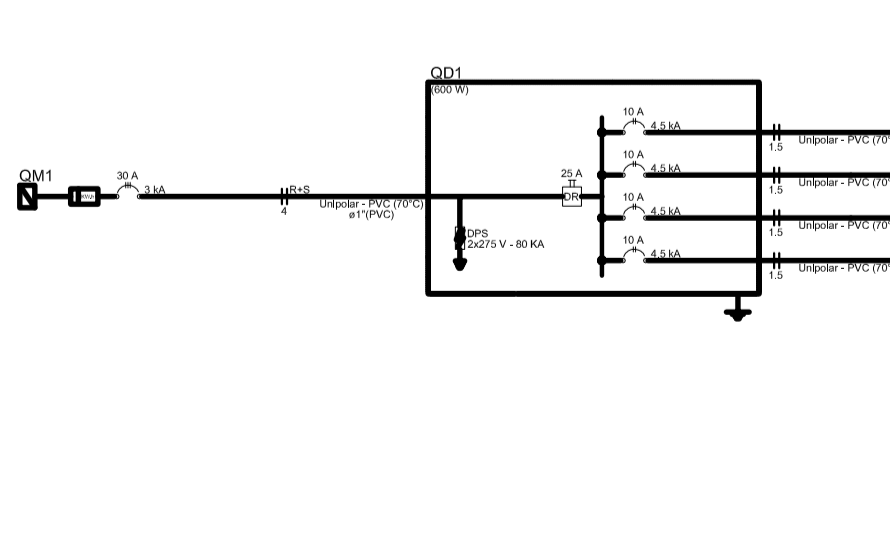 QD1
(600 W)
QM1
KWh
30 A
3 kA
R+S
4
Unipolar - PVC (70°C)
ø1"(PVC)
DPS
2x275 V - 80 KA
25 A
DR
10 A
4.5 kA
1.5
Unipolar - PVC (70°
10 A
4.5 kA
1.5
Unipolar - PVC (70°
10 A
4.5 kA
1.5
Unipolar - PVC (70°
10 A
4.5 kA
1.5
Unipolar - PVC (70°